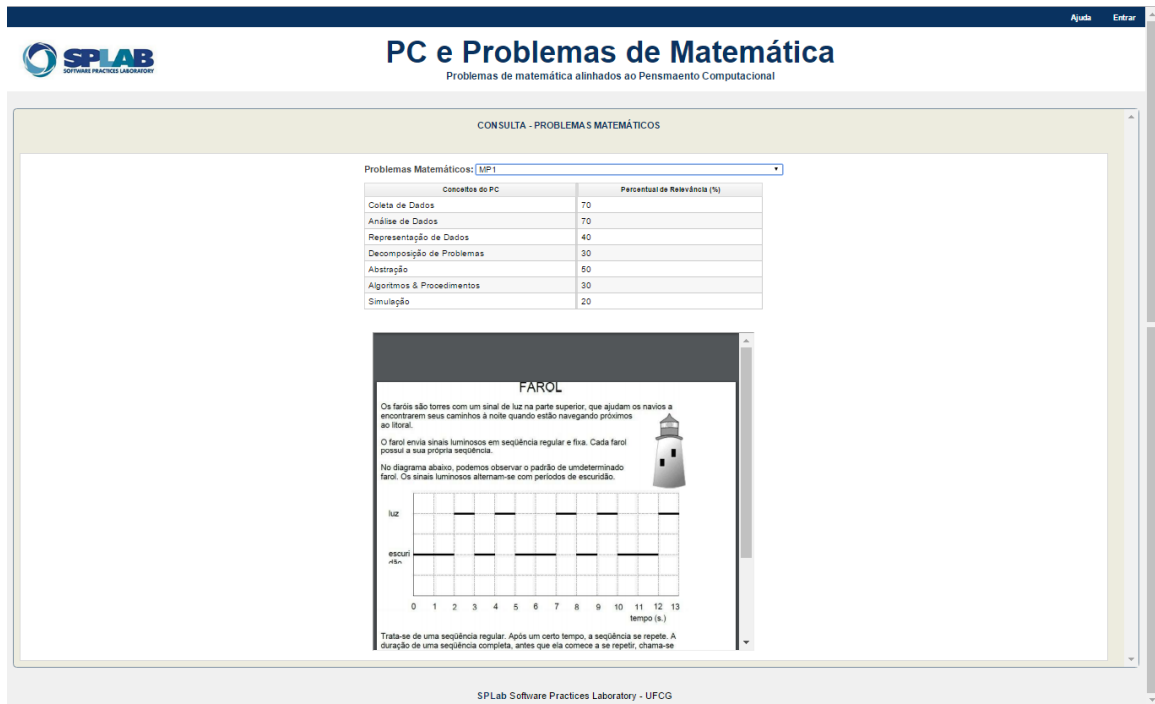 Ajuda Entrar
SPLAB
SOFTWARE PRACTICES LABORATORY
PC e Problemas de Matemática
Problemas de matemática alinhados ao Pensmaento Computacional
CONSULTA - PROBLEMAS MATEMÁTICOS
Problemas Matemáticos: MP1
Conceitos do PC Percentual de Relevância (%)
Coleta de Dados 70
Análise de Dados 70
Representação de Dados 40
Decomposição de Problemas 30
Abstração 50
Algoritmos & Procedimentos 30
Simulação 20
FAROL
Os faróis são torres com um sinal de luz na parte superior, que ajudam os navios a
encontrarem seus caminhos à noite quando estão navegando próximos
ao litoral.
O farol envia sinais luminosos em seqüência regular e fixa. Cada farol
possui a sua própria seqüência.
No diagrama abaixo, podemos observar o padrão de umdeterminado
farol. Os sinais luminosos alternam-se com períodos de escuridão.
luz
escuri
dão
0 1 2 3 4 5 6 7 8 9 10 11 12 13
tempo (s.)
Trata-se de uma seqüência regular. Após um certo tempo, a seqüência se repete. A
duração de uma seqüência completa, antes que ela comece a se repetir, chama-se
SPLab Software Practices Laboratory - UFCG